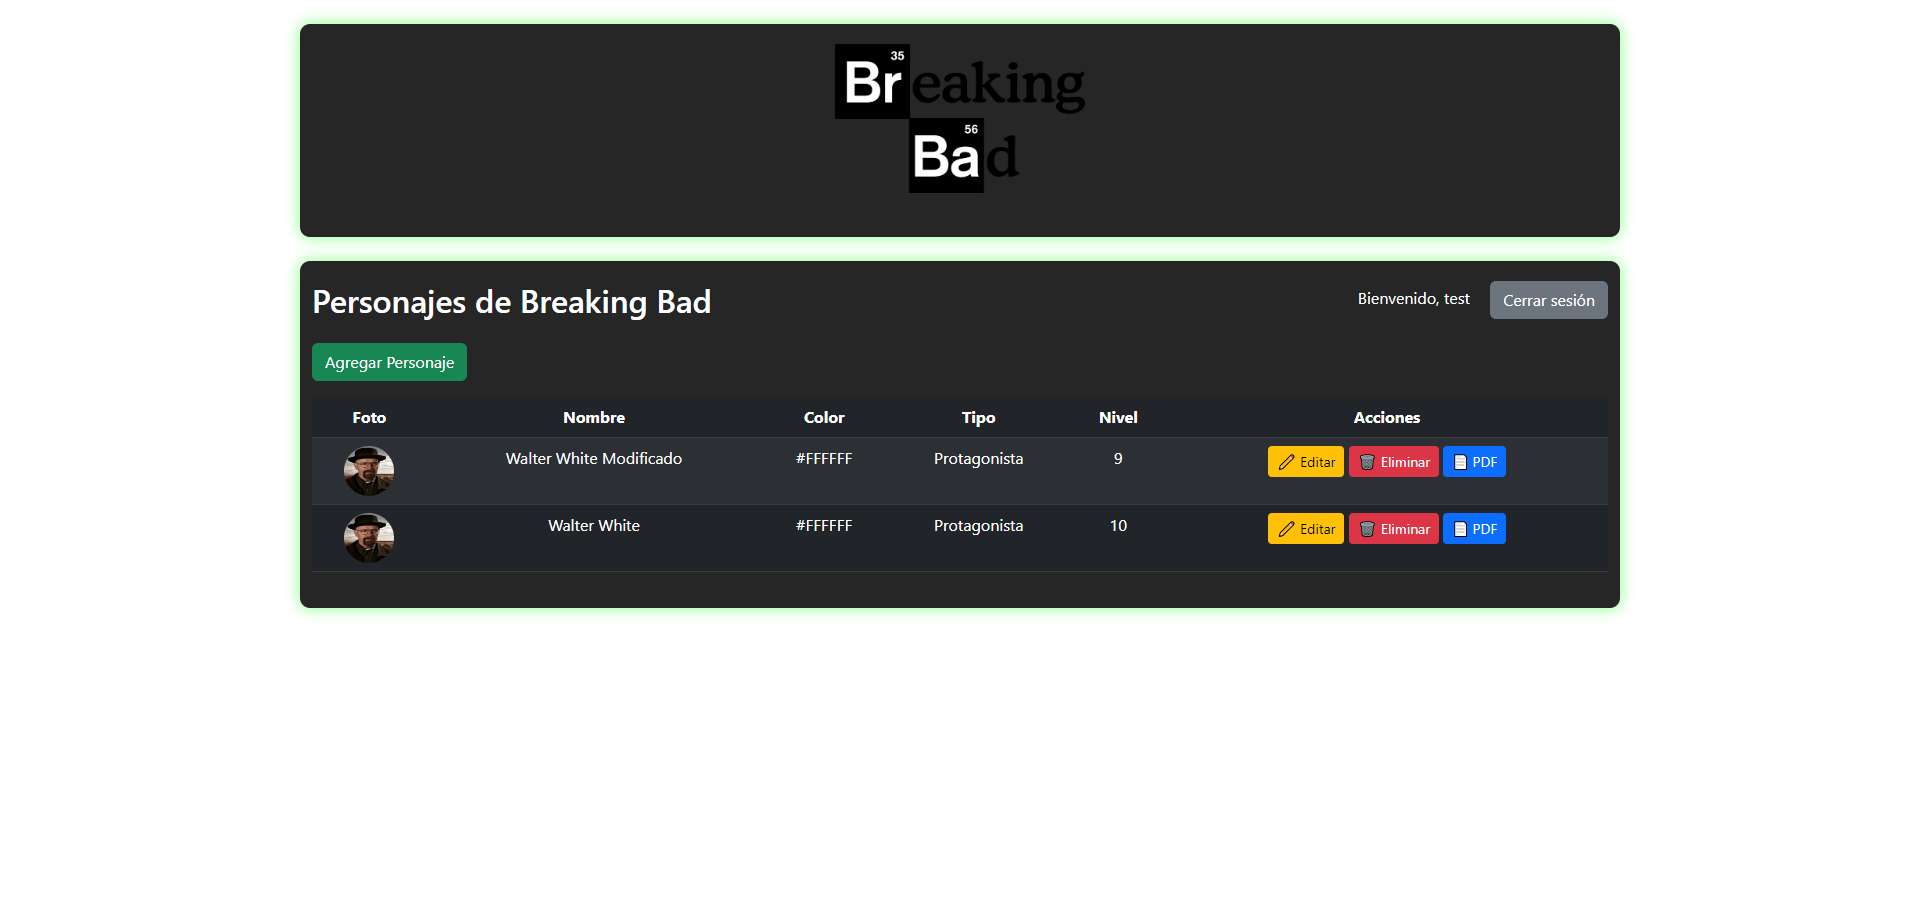 35
Breaking
56
Bad
Personajes de Breaking Bad
Bienvenido, test
Cerrar sesión
Agregar Personaje
Foto Nombre Color Tipo Nivel Acciones
Walter White Modificado #FFFFFF Protagonista 9 Editar Eliminar PDF
Walter White #FFFFFF Protagonista 10 Editar Eliminar PDF